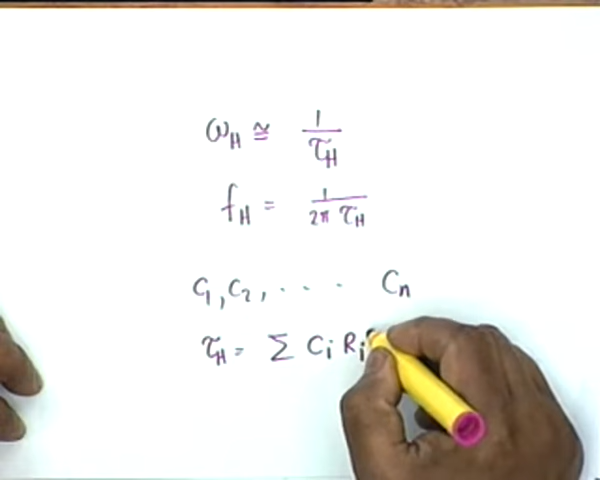 ω_H ≅ 1/τ_H
f_H = 1/2π τ_H
C_1, C_2, . . . . C_n
τ_H = Σ C_i R_i